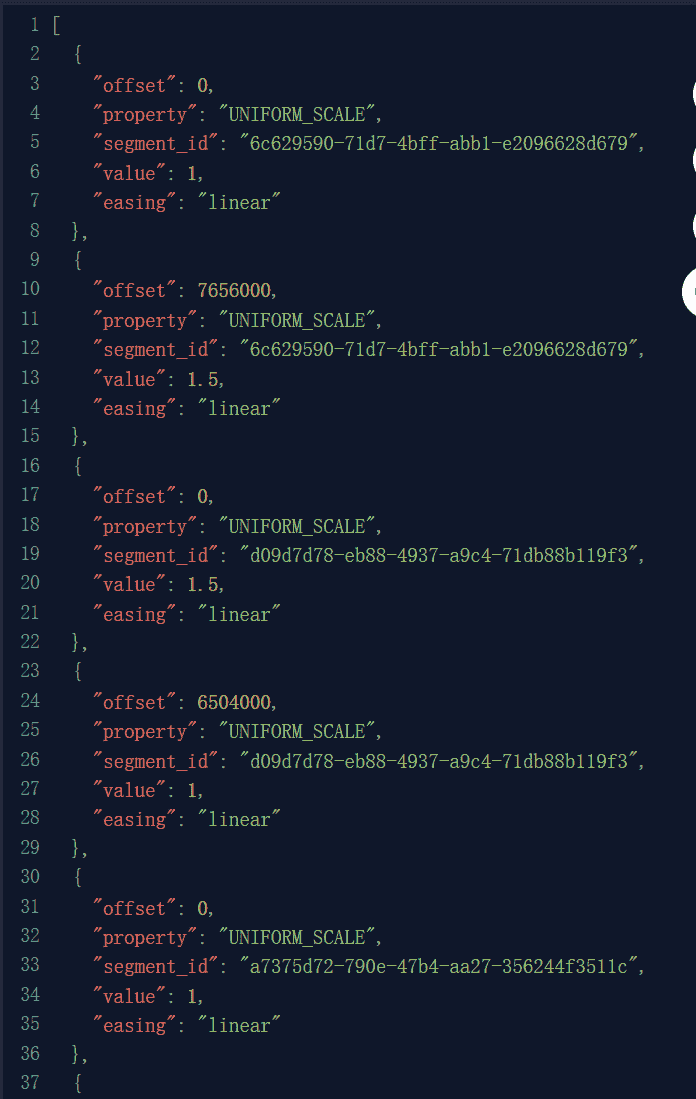 1 [
2 {
3 "offset": 0,
4 "property": "UNIFORM_SCALE",
5 "segment_id": "6c629590-71d7-4bff-abb1-e2096628d679",
6 "value": 1,
7 "easing": "linear"
8 },
9 {
10 "offset": 7656000,
11 "property": "UNIFORM_SCALE",
12 "segment_id": "6c629590-71d7-4bff-abb1-e2096628d679",
13 "value": 1.5,
14 "easing": "linear"
15 },
16 {
17 "offset": 0,
18 "property": "UNIFORM_SCALE",
19 "segment_id": "d09d7d78-eb88-4937-a9c4-71db88b119f3",
20 "value": 1.5,
21 "easing": "linear"
22 },
23 {
24 "offset": 6504000,
25 "property": "UNIFORM_SCALE",
26 "segment_id": "d09d7d78-eb88-4937-a9c4-71db88b119f3",
27 "value": 1,
28 "easing": "linear"
29 },
30 {
31 "offset": 0,
32 "property": "UNIFORM_SCALE",
33 "segment_id": "a7375d72-790e-47b4-aa27-356244f3511c",
34 "value": 1,
35 "easing": "linear"
36 },
37 {